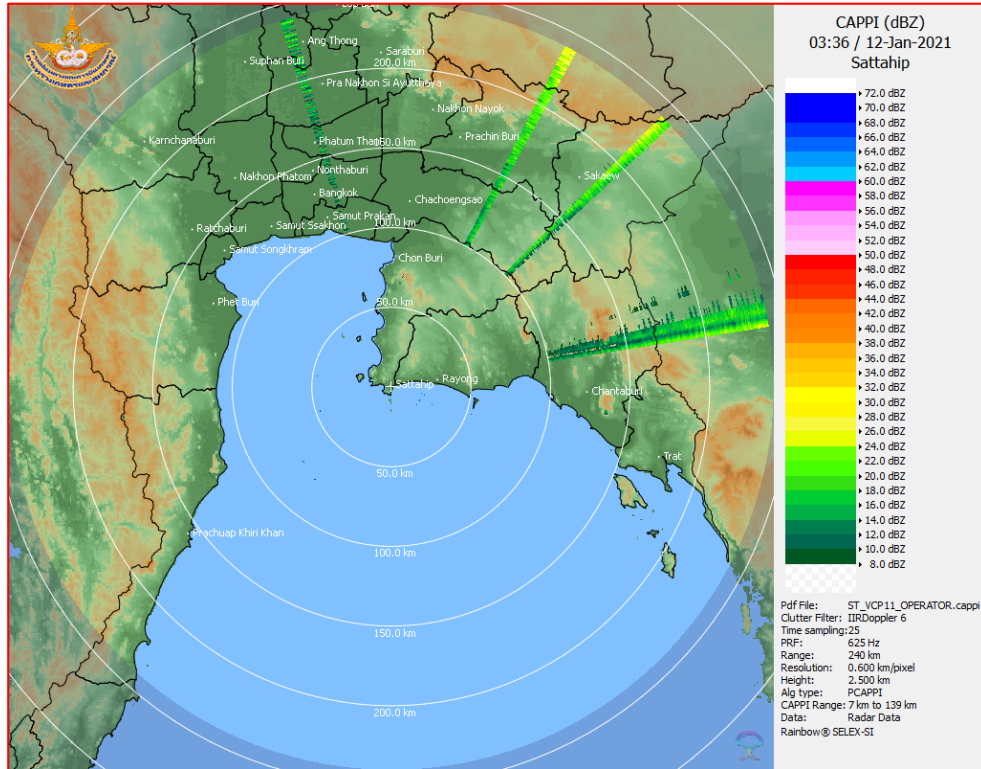 CAPPI (dBZ)
03:36 / 12-Jan-2021
Sattahip
72.0 dBZ
70.0 dBZ
68.0 dBZ
66.0 dBZ
64.0 dBZ
62.0 dBZ
60.0 dBZ
58.0 dBZ
56.0 dBZ
54.0 dBZ
52.0 dBZ
50.0 dBZ
48.0 dBZ
46.0 dBZ
44.0 dBZ
42.0 dBZ
40.0 dBZ
38.0 dBZ
36.0 dBZ
34.0 dBZ
32.0 dBZ
30.0 dBZ
28.0 dBZ
26.0 dBZ
24.0 dBZ
22.0 dBZ
20.0 dBZ
18.0 dBZ
16.0 dBZ
14.0 dBZ
12.0 dBZ
10.0 dBZ
8.0 dBZ
Pdf File: ST_VCP11_OPERATOR.cappi
Clutter Filter: IIRDoppler 6
Time sampling:25
PRF: 625 Hz
Range: 240 km
Resolution: 0.600 km/pixel
Height: 2.500 km
Alg type: PCAPPI
CAPPI Range: 7 km to 139 km
Data: Radar Data
Rainbow® SELEX-SI
Ang Thong
Saraburi
Suphan Buri
200.0 km
Pra Nakhon Si Ayutthaya
Nakhon Nayok
Karnchanaburi
Prachin Buri
150.0 km
Nonthaburi
Nakhon Phatom
Sakaew
Bangkok
Chachoengsao
Samut Prakan
Samut Ssakhon
100.0 km
Ratchaburi
Samut Songkhram
Chon Buri
Phet Buri
50.0 km
Rayong
Sattahip
Chantaburi
Trat
50.0 km
Prachuap Khiri Khan
100.0 km
150.0 km
200.0 km